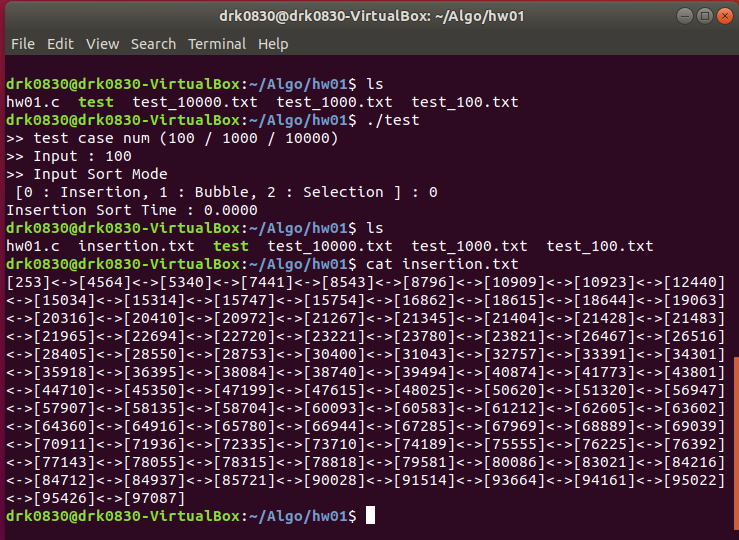 drk0830@drk0830-VirtualBox: ~/Algo/hw01
File Edit View Search Terminal Help
drk0830@drk0830-VirtualBox:~/Algo/hw01$ ls
hw01.c  test  test_10000.txt  test_1000.txt  test_100.txt
drk0830@drk0830-VirtualBox:~/Algo/hw01$ ./test
>> test case num (100 / 1000 / 10000)
>> Input : 100
>> Input Sort Mode
 [0 : Insertion, 1 : Bubble, 2 : Selection ] : 0
Insertion Sort Time : 0.0000
drk0830@drk0830-VirtualBox:~/Algo/hw01$ ls
hw01.c  insertion.txt  test  test_10000.txt  test_1000.txt  test_100.txt
drk0830@drk0830-VirtualBox:~/Algo/hw01$ cat insertion.txt
[253]<->[4564]<->[5340]<->[7441]<->[8543]<->[8796]<->[10909]<->[10923]<->[12440]
<->[15034]<->[15314]<->[15747]<->[15754]<->[16862]<->[18615]<->[18644]<->[19063]
<->[20316]<->[20410]<->[20972]<->[21267]<->[21345]<->[21404]<->[21428]<->[21483]
<->[21965]<->[22694]<->[22720]<->[23221]<->[23780]<->[23821]<->[26467]<->[26516]
<->[28405]<->[28550]<->[28753]<->[30400]<->[31043]<->[32757]<->[33391]<->[34301]
<->[35918]<->[36395]<->[38084]<->[38740]<->[39494]<->[40874]<->[41773]<->[43801]
<->[44710]<->[45350]<->[47199]<->[47615]<->[48025]<->[50620]<->[51320]<->[56947]
<->[57907]<->[58135]<->[58704]<->[60093]<->[60583]<->[61212]<->[62605]<->[63602]
<->[64360]<->[64916]<->[65780]<->[66944]<->[67285]<->[67969]<->[68889]<->[69039]
<->[70911]<->[71936]<->[72335]<->[73710]<->[74189]<->[75555]<->[76225]<->[76392]
<->[77143]<->[78055]<->[78315]<->[78818]<->[79581]<->[80086]<->[83021]<->[84216]
<->[84712]<->[84937]<->[85721]<->[90028]<->[91514]<->[93664]<->[94161]<->[95022]
<->[95426]<->[97087]
drk0830@drk0830-VirtualBox:~/Algo/hw01$